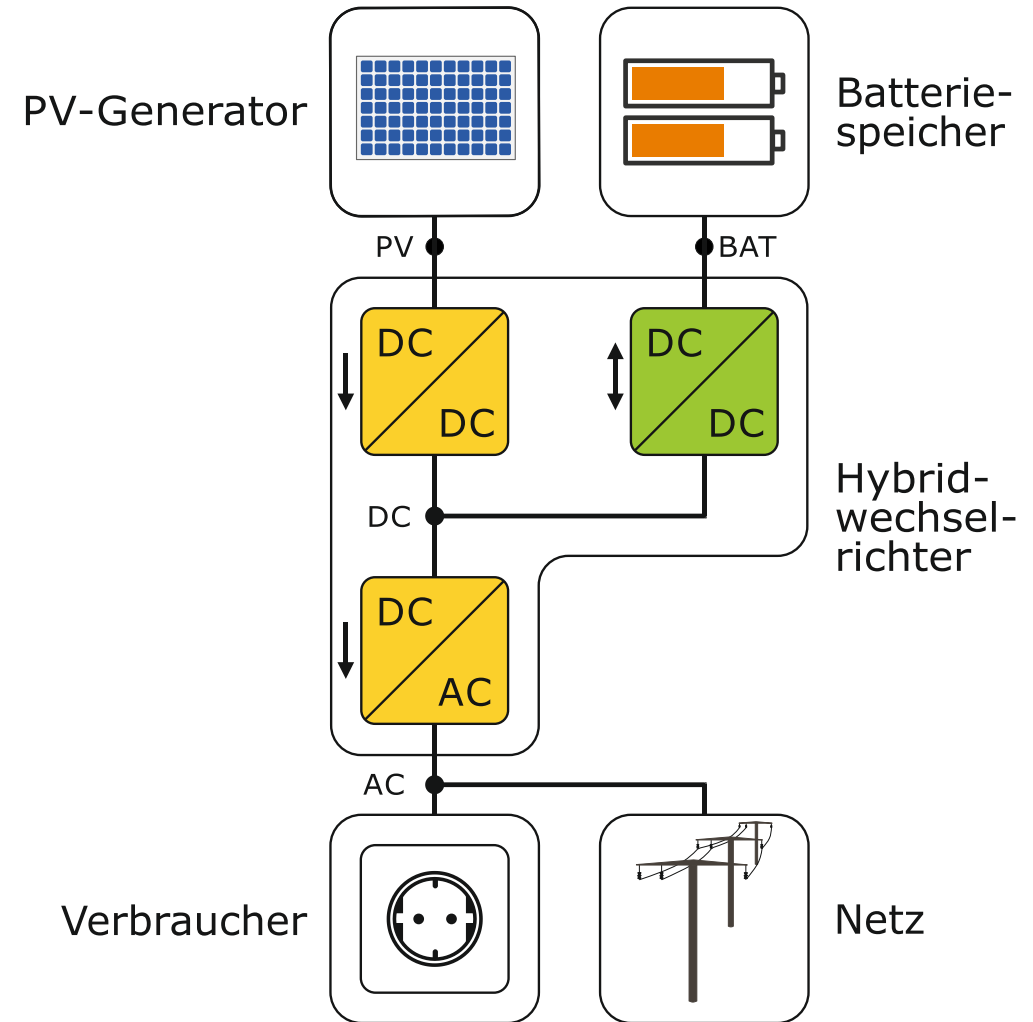 PV-Generator
Batterie-
speicher
PV
BAT
DC
DC
DC
DC
Hybrid-
wechsel-
richter
DC
DC
AC
AC
Verbraucher
Netz